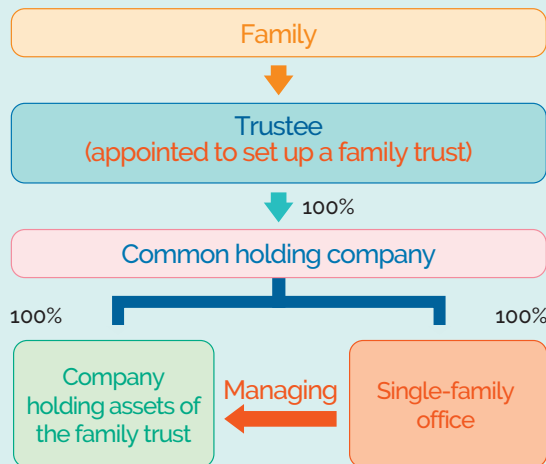 Family
Trustee
(appointed to set up a family trust)
100%
Common holding company
100%
100%
Company
holding assets of
the family trust
Managing
Single-family
office